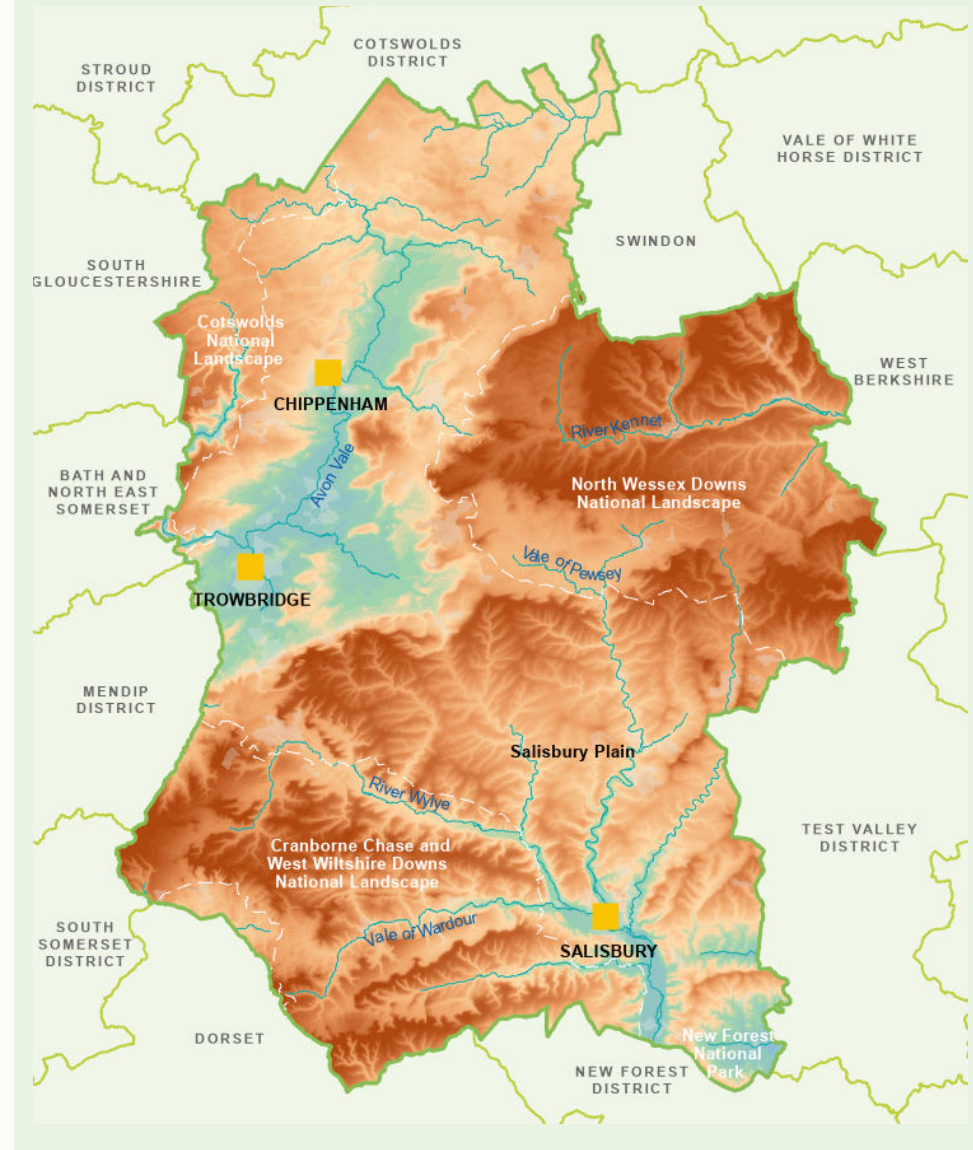 COTSWOLDS
DISTRICT
STROUD
DISTRICT
VALE OF WHITE
HORSE DISTRICT
SWINDON
SOUTH
GLOUCESTERSHIRE
Cotswolds
National
Landscape
WEST
BERKSHIRE
CHIPPENHAM
River Kennet
BATH AND
NORTH EAST
SOMERSET
Avon Vale
North Wessex Downs
National Landscape
Vale of Pewsey
TROWBRIDGE
MENDIP
DISTRICT
Salisbury Plain
River Wylye
TEST VALLEY
DISTRICT
Cranborne Chase and
West Wiltshire Downs
National Landscape
SOUTH
SOMERSET
DISTRICT
Vale of Wardour
SALISBURY
DORSET
New Forest
National
Park
NEW FOREST
DISTRICT